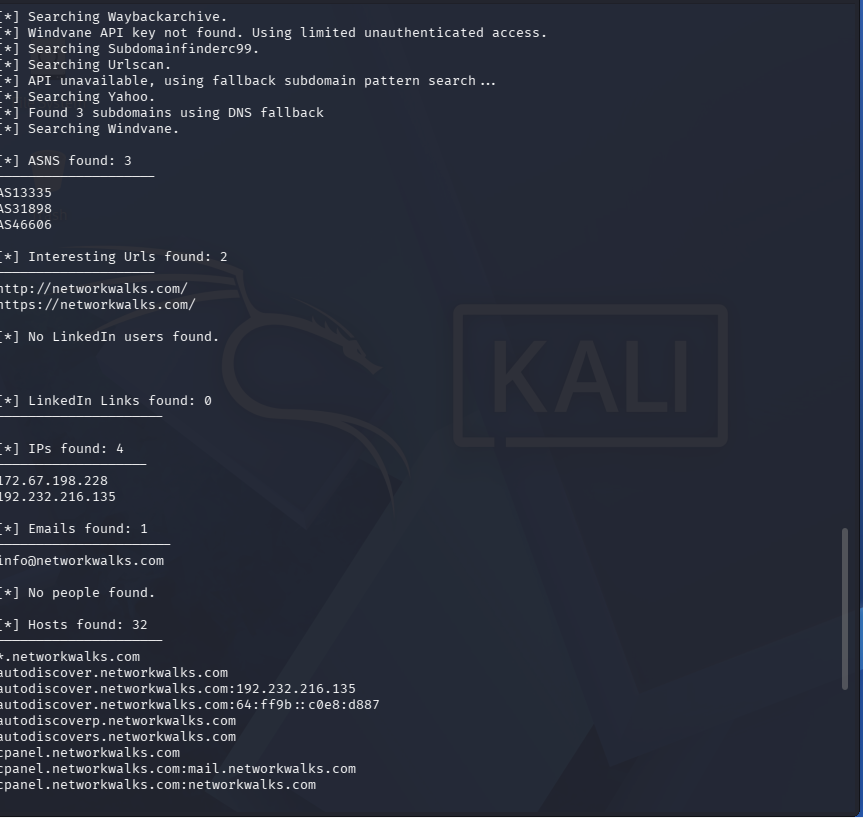 [*] Searching Waybackarchive.
[*] Windvane API key not found. Using limited unauthenticated access.
[*] Searching Subdomainfinderc99.
[*] Searching Urlscan.
[*] API unavailable, using fallback subdomain pattern search...
[*] Searching Yahoo.
[*] Found 3 subdomains using DNS fallback
[*] Searching Windvane.
[*] ASNS found: 3
AS13335
AS31898
AS46606
[*] Interesting Urls found: 2
http://networkwalks.com/
https://networkwalks.com/
[*] No LinkedIn users found.
KALI
[*] LinkedIn Links found: 0
[*] IPs found: 4
172.67.198.228
192.232.216.135
[*] Emails found: 1
info@networkwalks.com
[*] No people found.
[*] Hosts found: 32
*.networkwalks.com
autodiscover.networkwalks.com
autodiscover.networkwalks.com:192.232.216.135
autodiscover.networkwalks.com:64:ff9b::c0e8:d887
autodiscoverp.networkwalks.com
autodiscovers.networkwalks.com
cpanel.networkwalks.com
cpanel.networkwalks.com:mail.networkwalks.com
cpanel.networkwalks.com:networkwalks.com